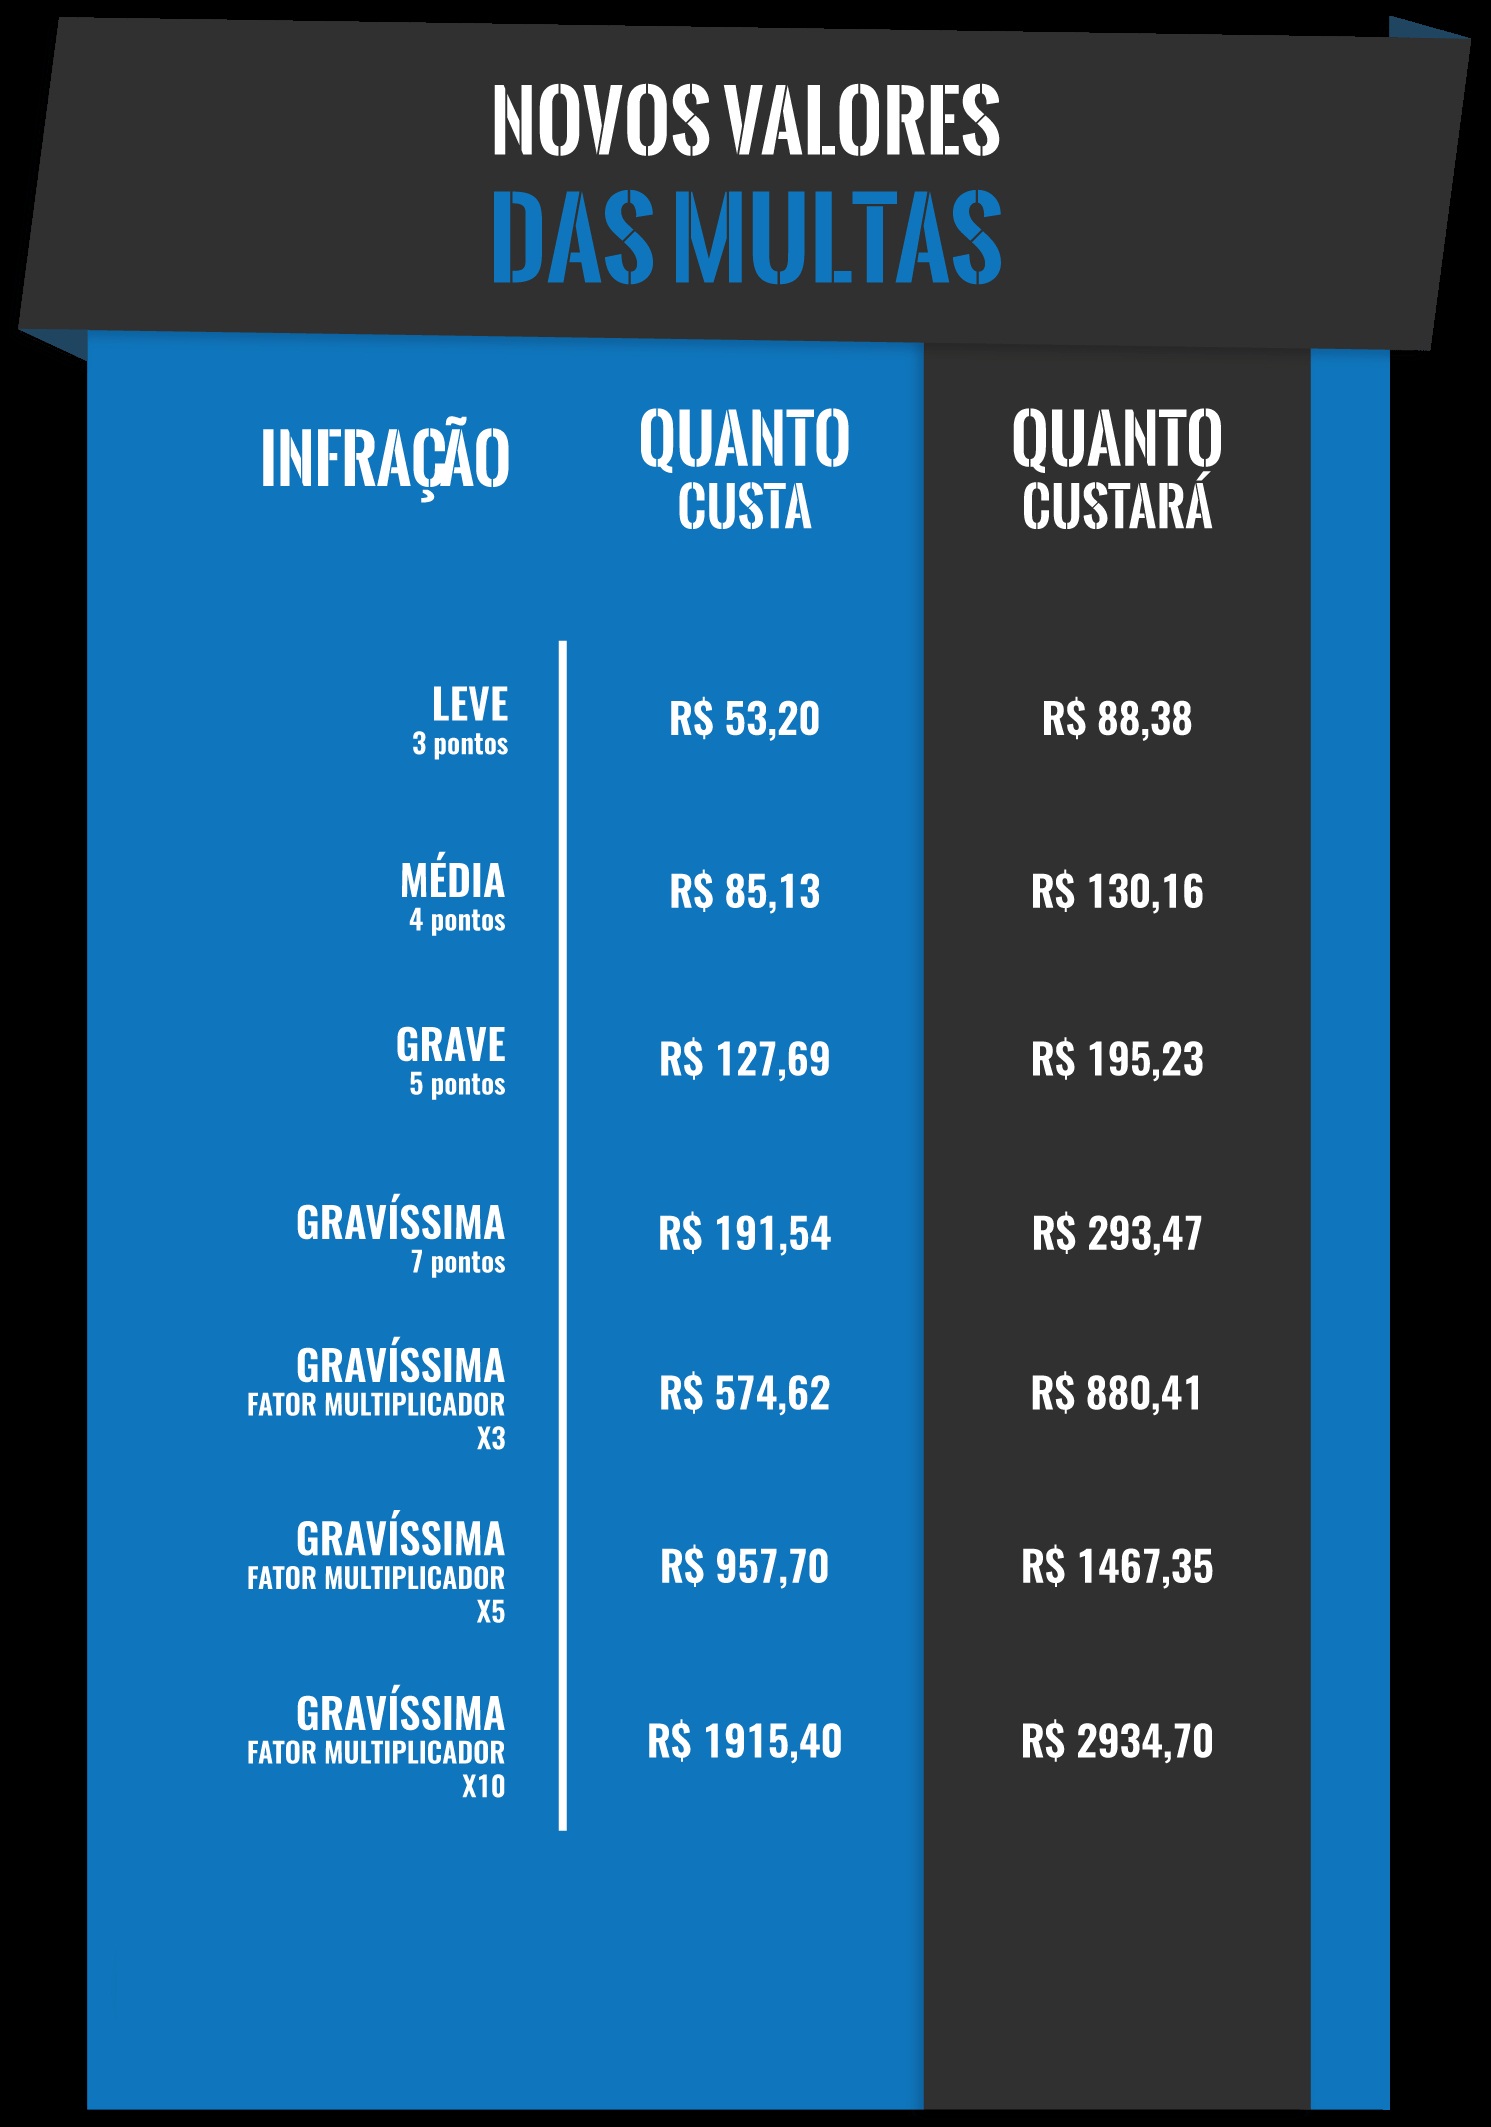 NOVOS VALORES
DAS MULTAS
INFRAÇÃO
QUANTO
CUSTA
QUANTO
CUSTARÁ
LEVE
3 pontos
R$ 53,20
R$ 88,38
MÉDIA
4 pontos
R$ 85,13
R$ 130,16
GRAVE
5 pontos
R$ 127,69
R$ 195,23
GRAVÍSSIMA
7 pontos
R$ 191,54
R$ 293,47
GRAVÍSSIMA
FATOR MULTIPLICADOR
X3
R$ 574,62
R$ 880,41
GRAVÍSSIMA
FATOR MULTIPLICADOR
X5
R$ 957,70
R$ 1467,35
GRAVÍSSIMA
FATOR MULTIPLICADOR
X10
R$ 1915,40
R$ 2934,70